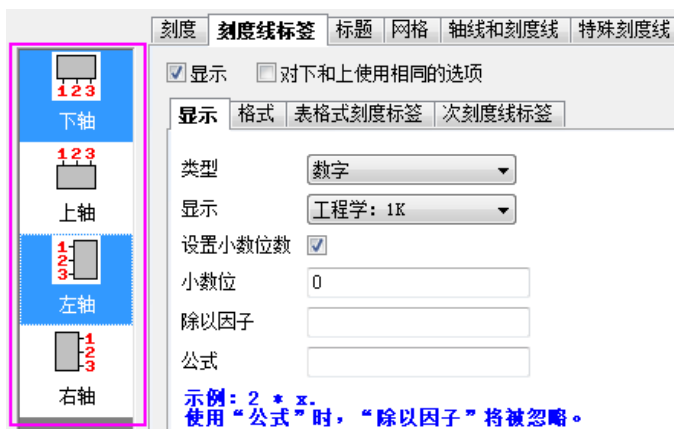 刻度 刻度线标签 标题 网格 轴线和刻度线 特殊刻度线
显示 对下和上使用相同的选项
显示 格式 表格式刻度标签 次刻度线标签
123
下轴
123
上轴
1
2
3
左轴
1
2
3
右轴
类型 数字
显示 工程学: 1K
设置小数位数
小数位 0
除以因子
公式
示例: 2 * x.
使用“公式”时，“除以因子”将被忽略。